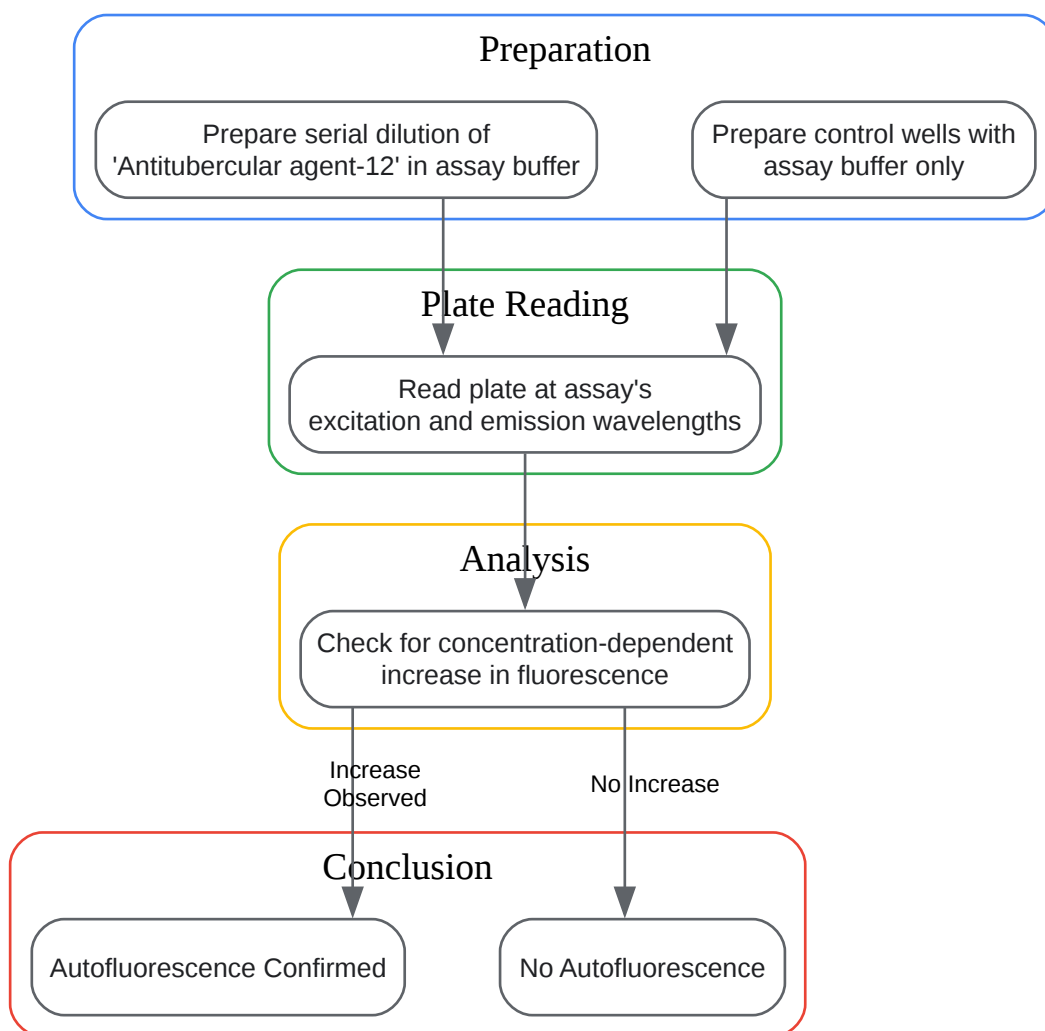 Preparation
Prepare serial dilution of
'Antitubercular agent-12' in assay buffer
Prepare control wells with
assay buffer only
Plate Reading
Read plate at assay's
excitation and emission wavelengths
Analysis
Check for concentration-dependent
increase in fluorescence
Increase
Observed
No Increase
Conclusion
Autofluorescence Confirmed
No Autofluorescence